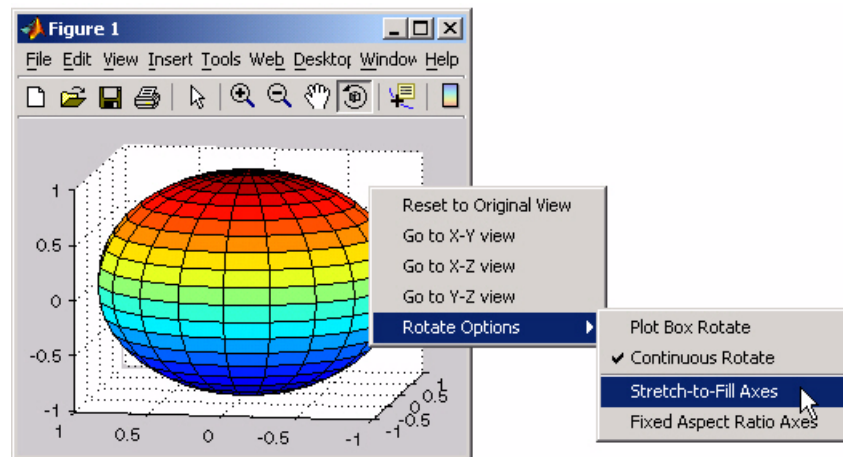 Figure 1
File Edit View Insert Tools Web Desktop Window Help
1
0.5
0
-0.5
-1
1
0.5
0
-0.5
-1
-1
-0.5
0
0.5
1
Reset to Original View
Go to X-Y view
Go to X-Z view
Go to Y-Z view
Rotate Options
Plot Box Rotate
Continuous Rotate
Stretch-to-Fill Axes
Fixed Aspect Ratio Axes